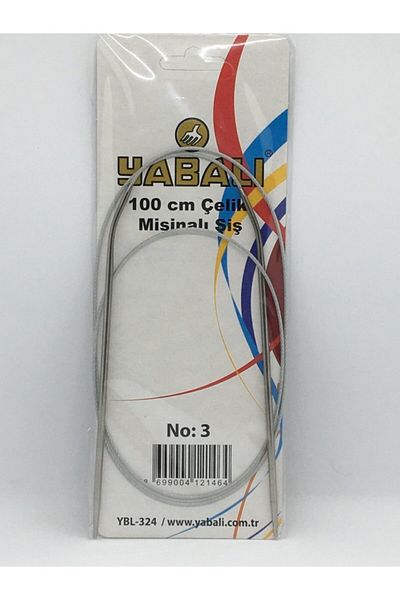 YABALI®
100 cm Çelik
Misinalı Şiş
No: 3
8 699004 121464
YBL-324 / www.yabali.com.tr